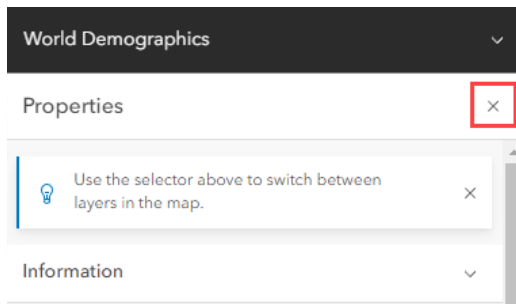 World Demographics
Properties
Use the selector above to switch between
layers in the map.
Information